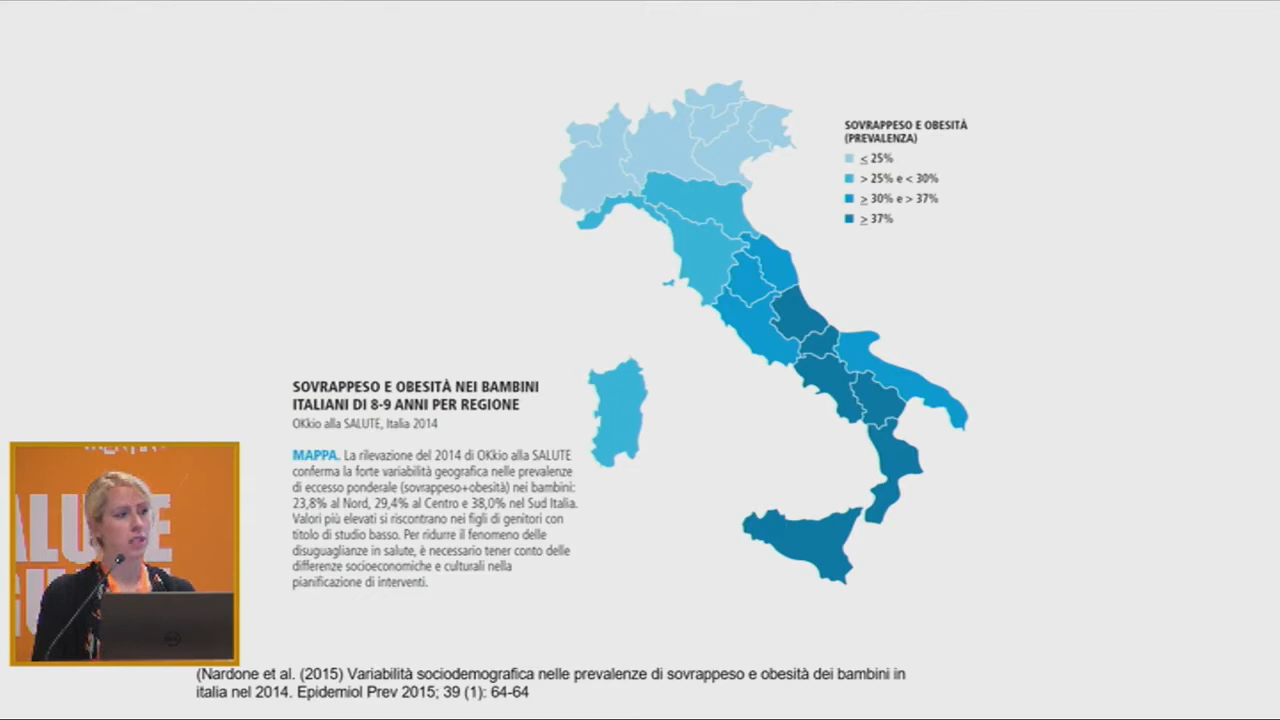 SOVRAPPESO E OBESITÀ
(PREVALENZA)
≤ 25%
> 25% e < 30%
≥ 30% e > 37%
≥ 37%
SOVRAPPESO E OBESITÀ NEI BAMBINI
ITALIANI DI 8-9 ANNI PER REGIONE
OKkio alla SALUTE, Italia 2014
MAPPA. La rilevazione del 2014 di OKkio alla SALUTE
conferma la forte variabilità geografica nelle prevalenze
di eccesso ponderale (sovrappeso+obesità) nei bambini:
23,8% al Nord, 29,4% al Centro e 38,0% nel Sud Italia.
Valori più elevati si riscontrano nei figli di genitori con
titolo di studio basso. Per ridurre il fenomeno delle
disuguaglianze in salute, è necessario tener conto delle
differenze socioeconomiche e culturali nella
pianificazione di interventi.
ALUTE
(Nardone et al. (2015) Variabilità sociodemografica nelle prevalenze di sovrappeso e obesità dei bambini in
italia nel 2014. Epidemiol Prev 2015; 39 (1): 64-64